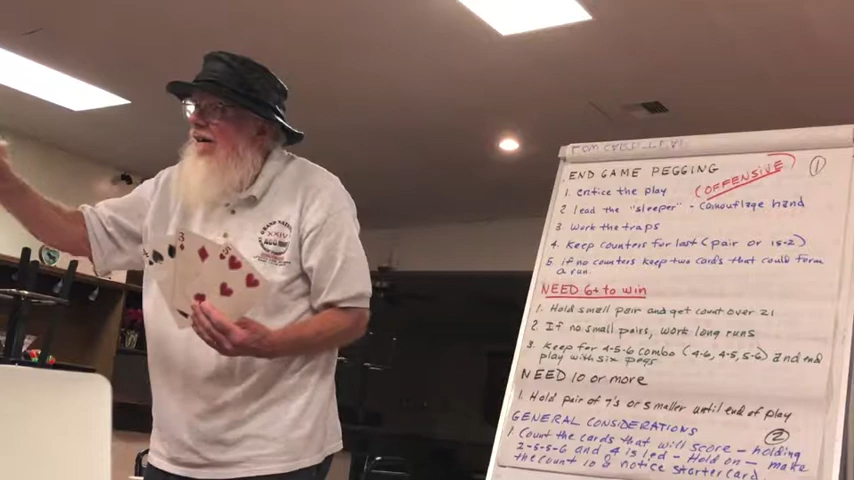 END GAME PEGGING
OFFENSIVE
1
1. entice the play
2 lead the "sleeper" - camouflage hand
3 Work the traps
4. Keep counters for last (pair or 15-2)
5. if no counters keep two cards that could form
a run.
NEED 6+ to win
1. Hold small pair and get count over 21
2 If no small pairs, work long runs
3. Keep for 4-5-6 combo (4-6, 4-5, 5-6) and end
play with six pegs
NEED 10 or more
1. Hold pair of 7's or smaller until end of play
GENERAL CONSIDERATIONS
2
1 Count the cards that will score - holding
2-5-5-6 and 4 is led - Hold on - make
the count 10 & notice starter card.
XXIV
3
5